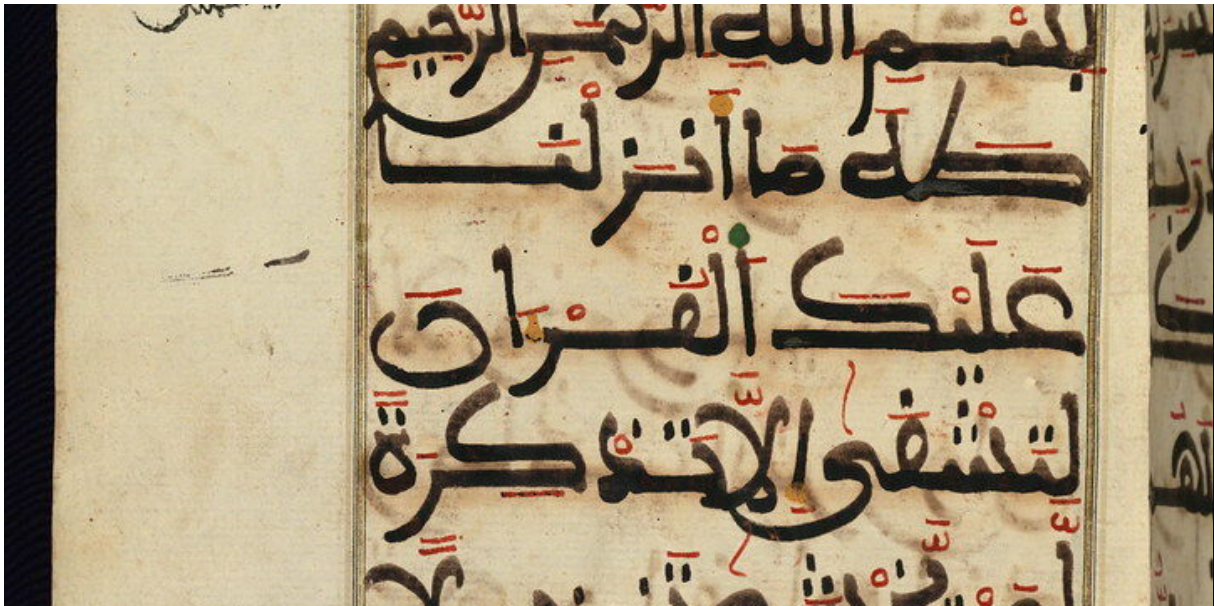 بسم الله الرحمن الرحيم
طه ما أنزلنا
عليك القرآن
لتشقى إلا تذكرة